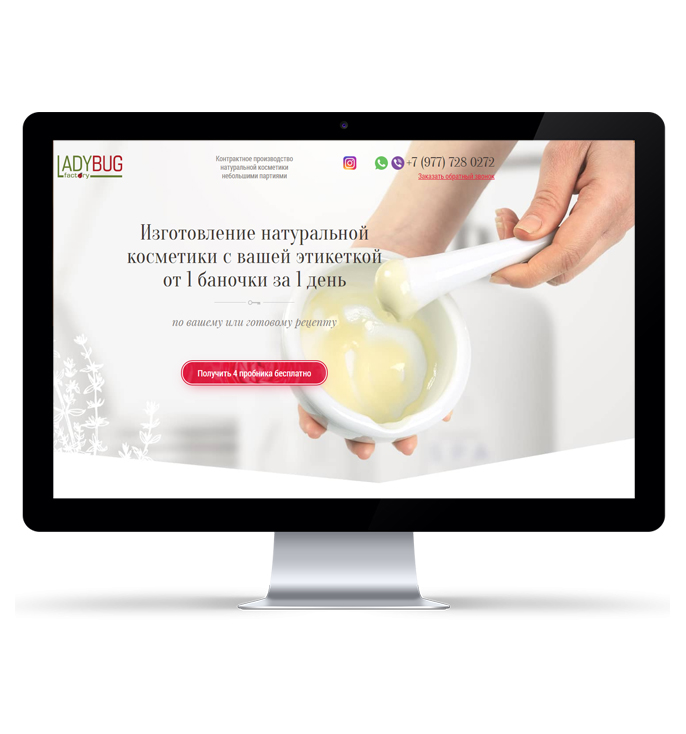 LADYBUG
factory
Контрактное производство
натуральной косметики
небольшими партиями
+7 (977) 728 0272
Заказать обратный звонок
Изготовление натуральной
косметики с вашей этикеткой
от 1 баночки за 1 день
по вашему или готовому рецепту
Получить 4 пробника бесплатно
SPA